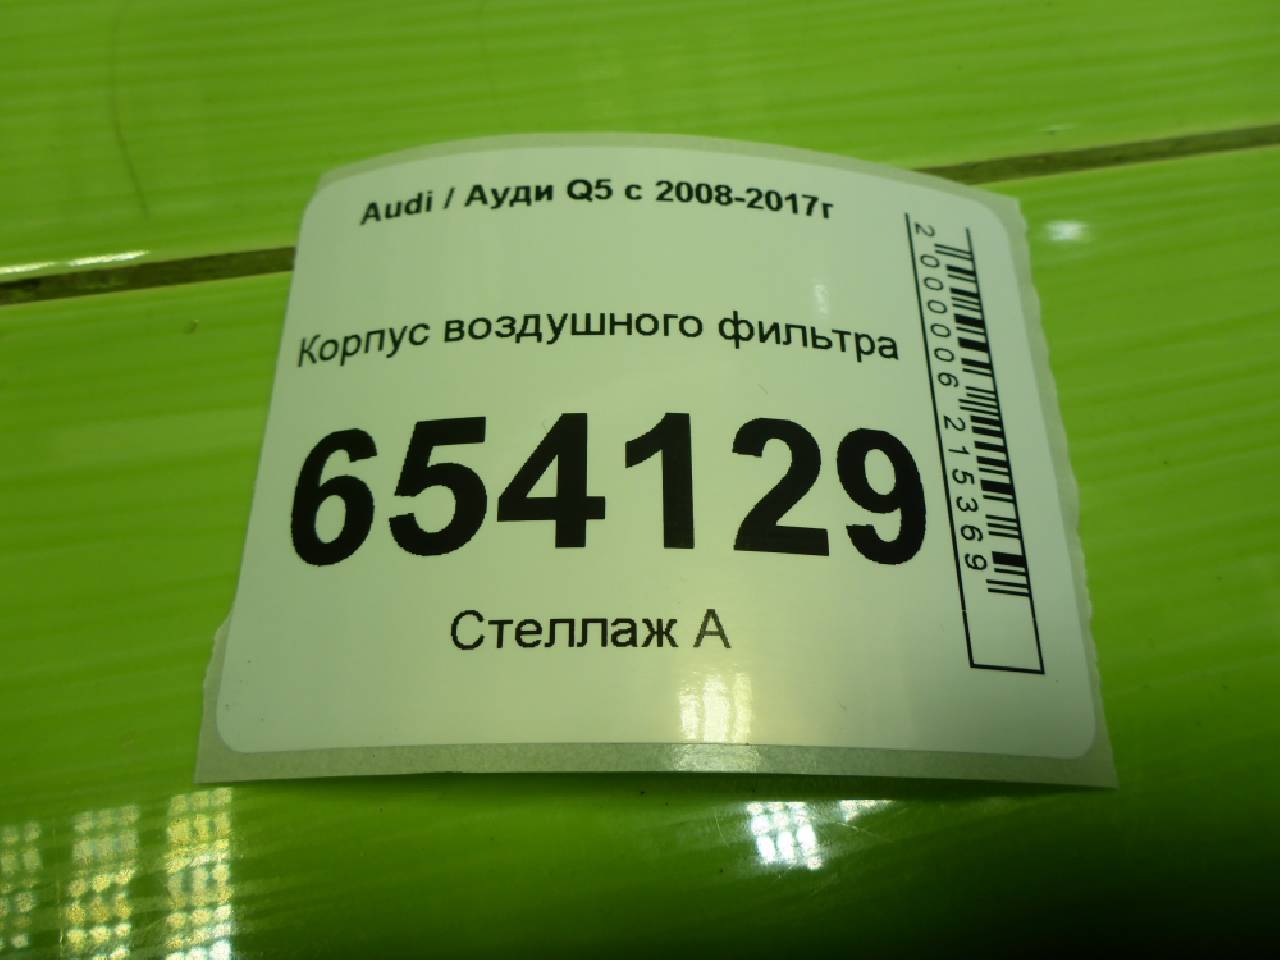 Audi / Ауди Q5 с 2008-2017г
Корпус воздушного фильтра
654129
Стеллаж А
2000006215369